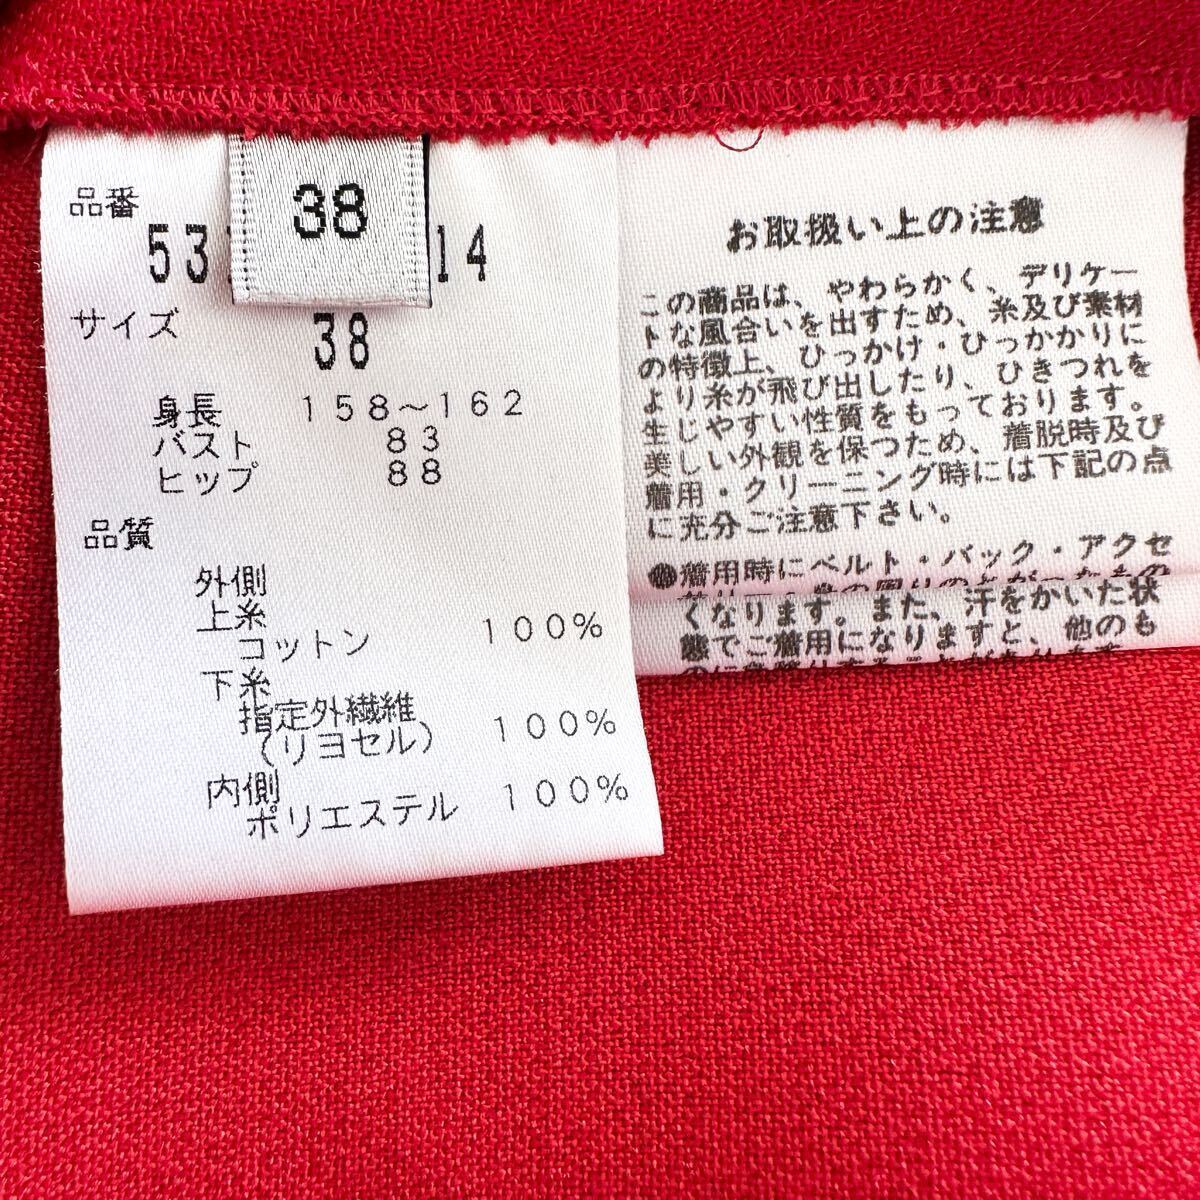 38
品番
53 14
サイズ 38
身長 158～162
バスト 83
ヒップ 88
品質
外側
上糸
コットン 100%
下糸
指定外繊維
(リヨセル) 100%
内側
ポリエステル 100%
お取扱い上の注意
この商品は、やわらかく、デリケー
トな風合いを出すため、糸及び素材
の特徴上、ひっかけ・ひっかかりに
より糸が飛び出したり、ひきつれを
生じやすい性質をもっております。
美しい外観を保つため、着脱時及び
着用・クリーニング時には下記の点
に充分ご注意下さい。
●着用時にベルト・バック・アクセ
くなります。また、汗をかいた状
態でご着用になりますと、他のも